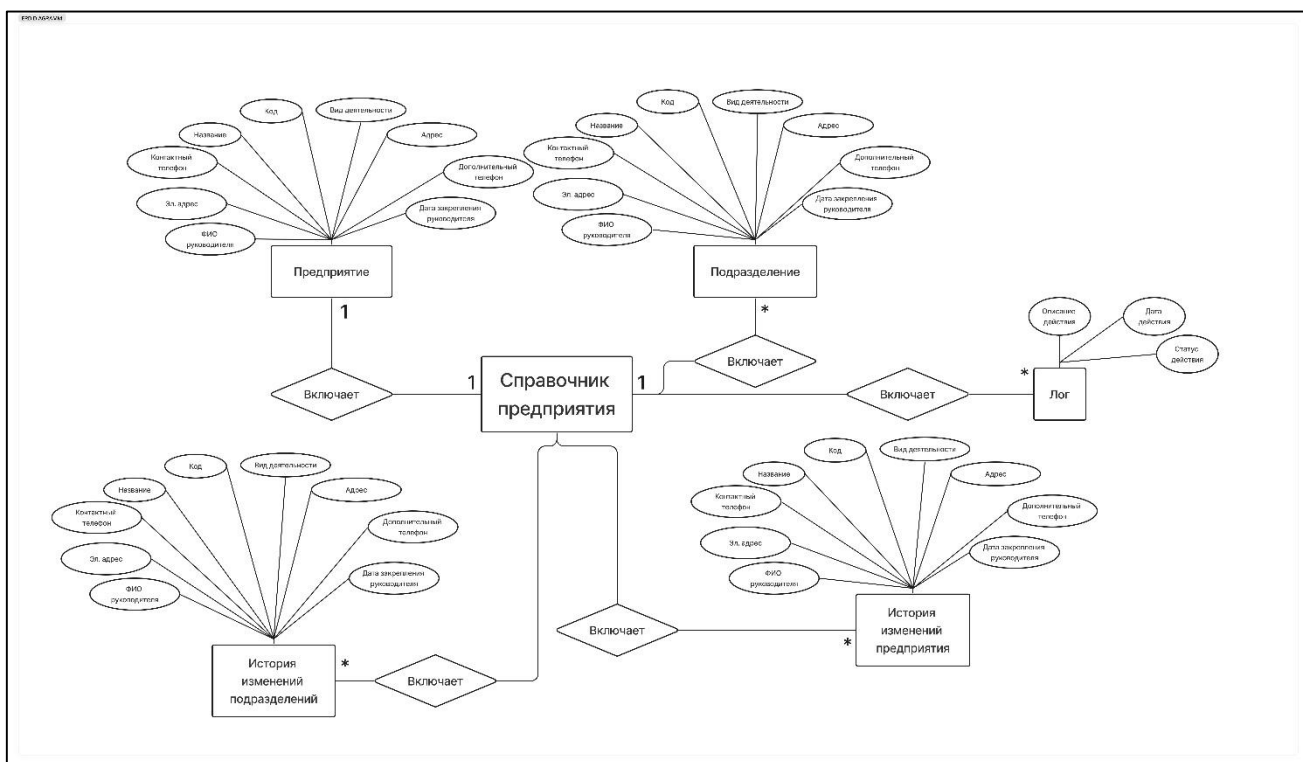 ERD DIAGRAMM
Код
Вид деятельности
Название
Адрес
Контактный
телефон
Дополнительный
телефон
Эл. адрес
Дата закрепления
руководителя
ФИО
руководителя
Предприятие
1
Код
Вид деятельности
Название
Адрес
Контактный
телефон
Дополнительный
телефон
Эл. адрес
Дата закрепления
руководителя
ФИО
руководителя
Подразделение
*
Описание
действия
Дата
действия
Статус
действия
*
Лог
Включает
Включает
1
Справочник
предприятия
1
Включает
Код
Вид деятельности
Название
Адрес
Контактный
телефон
Дополнительный
телефон
Эл. адрес
Дата закрепления
руководителя
ФИО
руководителя
История
изменений
подразделений
*
Включает
Код
Вид деятельности
Название
Адрес
Контактный
телефон
Дополнительный
телефон
Эл. адрес
Дата закрепления
руководителя
ФИО
руководителя
Включает
*
История
изменений
предприятия